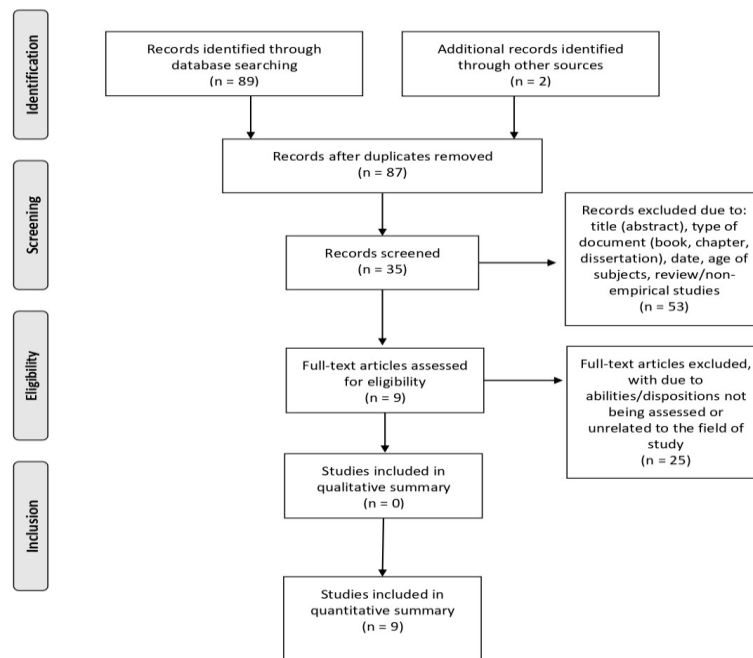 Identification
Records identified through
database searching
(n = 89)
Additional records identified
through other sources
(n = 2)
Records after duplicates removed
(n = 87)
Screening
Records screened
(n = 35)
Records excluded due to:
title (abstract), type of
document (book, chapter,
dissertation), date, age of
subjects, review/non-
empirical studies
(n = 53)
Eligibility
Full-text articles assessed
for eligibility
(n = 9)
Full-text articles excluded,
with due to
abilities/dispositions not
being assessed or
unrelated to the field of
study
(n = 25)
Inclusion
Studies included in
qualitative summary
(n = 0)
Studies included in
quantitative summary
(n = 9)